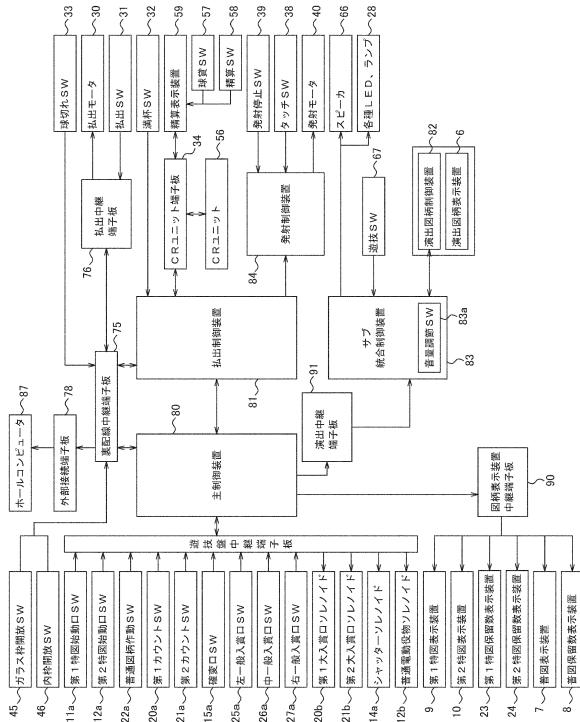 45
ガラス枠開放SW
46
内枠開放SW
11a
第1特図始動口SW
12a
第2特図始動口SW
22a
普通図柄作動SW
20a
第1カウントSW
21a
第2カウントSW
15a
確変口SW
25a
左一般入賞口SW
26a
中一般入賞口SW
27a
右一般入賞口SW
20b
第1大入賞口ソレノイド
21b
第2大入賞口ソレノイド
14a
シャッターソレノイド
12b
普通電動役物ソレノイド
9
第1特図表示装置
10
第2特図表示装置
23
第1特図保留数表示装置
24
第2特図保留数表示装置
7
普図表示装置
8
普図保留数表示装置
遊技盤中継端子板
ホールコンピュータ
87
外部接続端子板
78
裏配線中継端子板
75
主制御装置
80
演出中継
端子板
91
図柄表示装置
中継端子板
90
払出中継
端子板
76
払出制御装置
81
CRユニット端子板
34
CRユニット
56
発射制御装置
84
サブ
統合制御装置
音量調節SW
83a
83
球切れSW
33
払出モータ
30
払出SW
31
満杯SW
32
精算表示装置
59
球貸SW
57
精算SW
58
発射停止SW
39
タッチSW
38
発射モータ
40
スピーカ
66
各種LED、ランプ
28
遊技SW
67
演出図柄制御装置
82
演出図柄表示装置
6